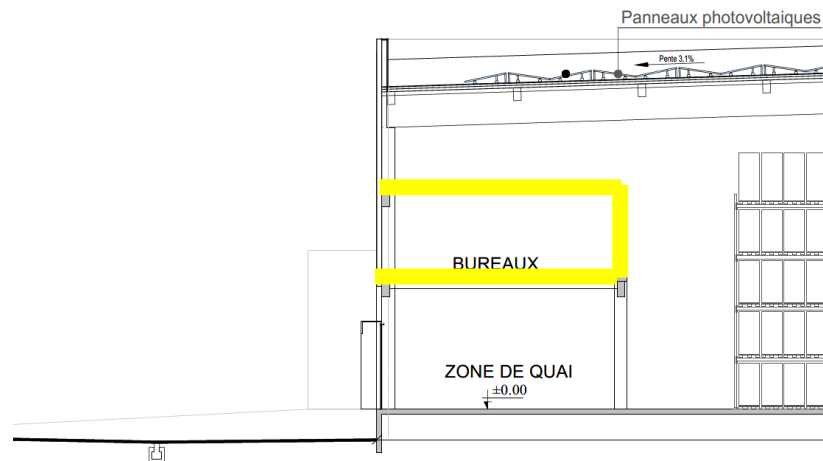 Panneaux photovoltaiques
Pente 3,1%
BUREAUX
ZONE DE QUAI
±0.00